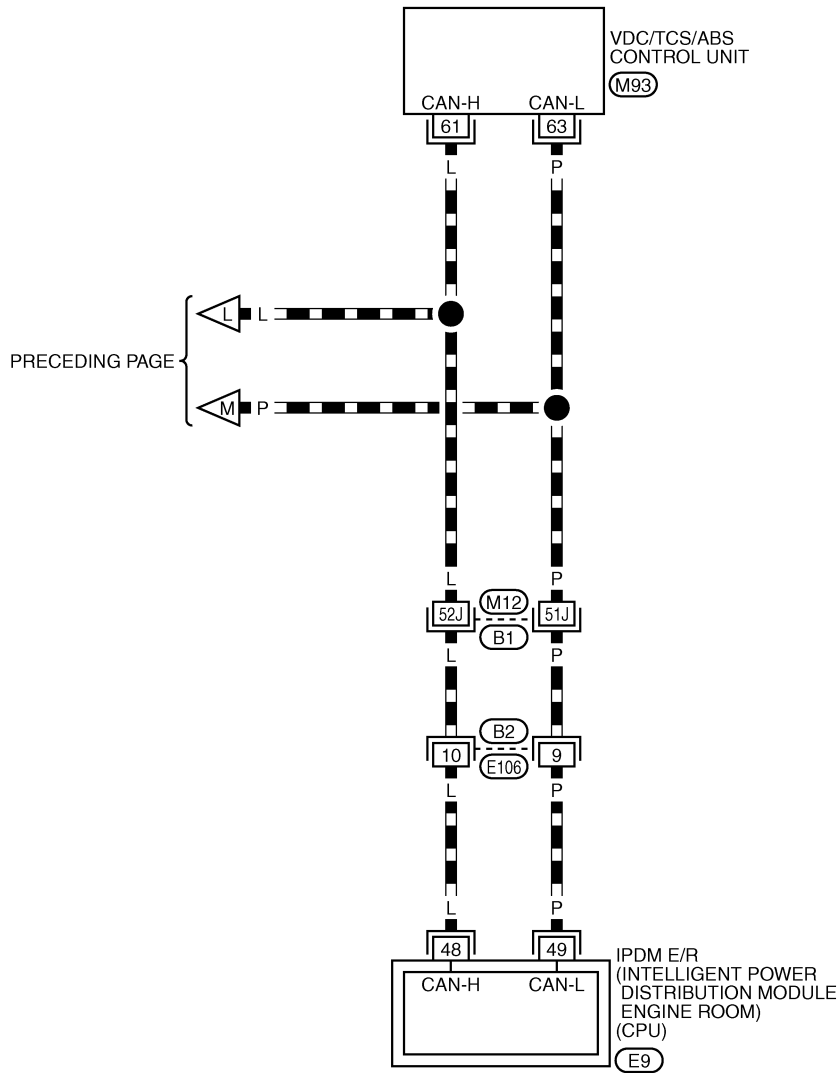 VDC/TCS/ABS
CONTROL UNIT
M93
CAN-H CAN-L
61 63
L P
L L
PRECEDING PAGE
M P
L P
52J M12 51J
B1
L P
B2
10 9
E106
L P
L P
48 49
IPDM E/R
(INTELLIGENT POWER
DISTRIBUTION MODULE
ENGINE ROOM)
(CPU)
CAN-H CAN-L
E9